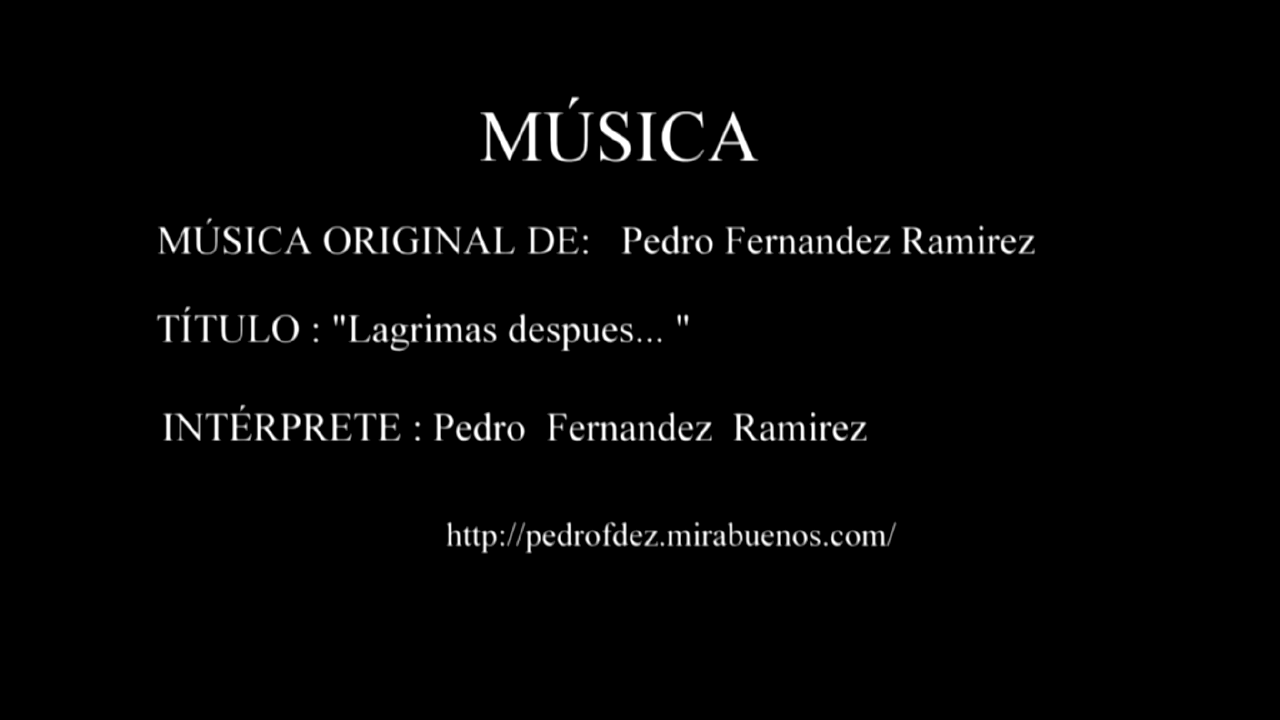 MÚSICA
MÚSICA ORIGINAL DE: Pedro Fernandez Ramirez
TÍTULO : "Lagrimas despues... "
INTÉRPRETE : Pedro Fernandez Ramirez
http://pedrofdez.mirabuenos.com/